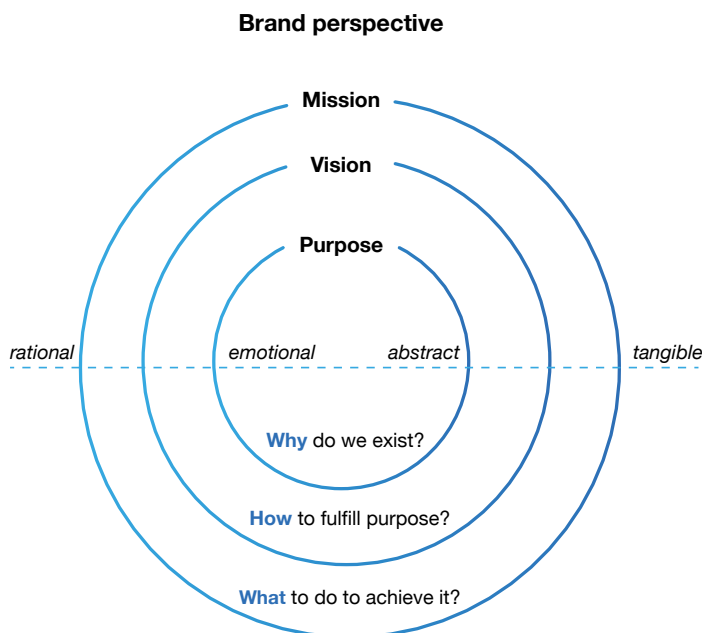 Brand perspective
Mission
Vision
Purpose
rational
emotional
abstract
tangible
Why do we exist?
How to fulfill purpose?
What to do to achieve it?